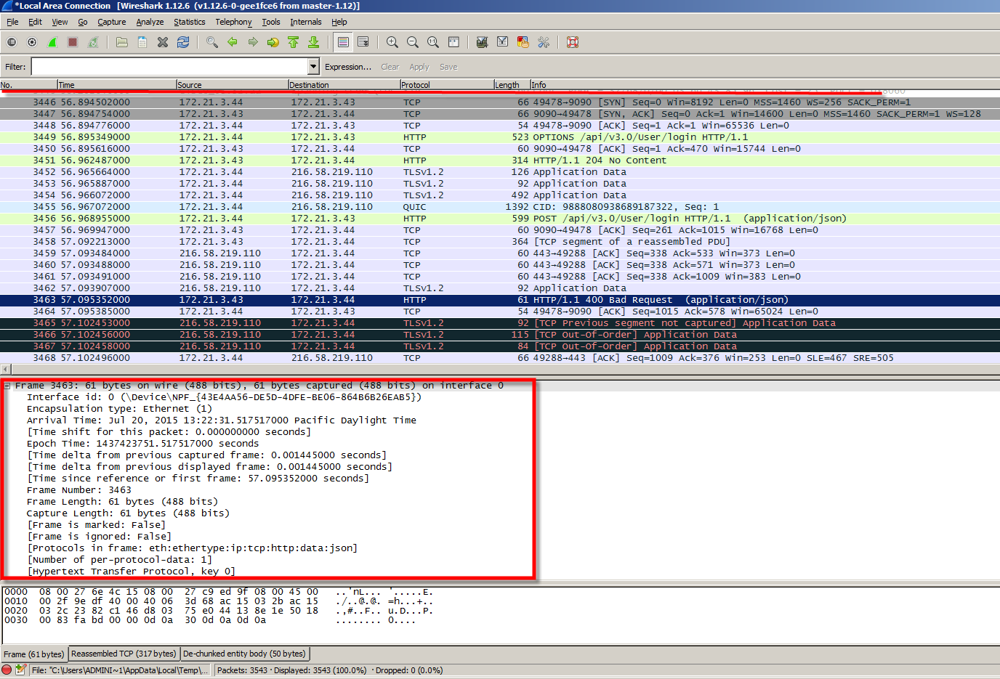 *Local Area Connection   [Wireshark 1.12.6  (v1.12.6-0-gee1fce6 from master-1.12)]
File Edit View Go Capture Analyze Statistics Telephony Tools Internals Help
Filter: Expression... Clear Apply Save
No. Time Source Destination Protocol Length Info
3446 56.894502000 172.21.3.44 172.21.3.43 TCP 66 49478→9090 [SYN] Seq=0 Win=8192 Len=0 MSS=1460 WS=256 SACK_PERM=1
3447 56.894754000 172.21.3.43 172.21.3.44 TCP 66 9090→49478 [SYN, ACK] Seq=0 Ack=1 Win=14600 Len=0 MSS=1460 SACK_PERM=1 WS=128
3448 56.894776000 172.21.3.44 172.21.3.43 TCP 54 49478→9090 [ACK] Seq=1 Ack=1 Win=65536 Len=0
3449 56.895349000 172.21.3.44 172.21.3.43 HTTP 523 OPTIONS /api/v3.0/User/login HTTP/1.1
3450 56.895616000 172.21.3.43 172.21.3.44 TCP 60 9090→49478 [ACK] Seq=1 Ack=470 Win=15744 Len=0
3451 56.962487000 172.21.3.43 172.21.3.44 HTTP 314 HTTP/1.1 204 No Content
3452 56.965664000 172.21.3.44 216.58.219.110 TLSv1.2 126 Application Data
3453 56.965887000 172.21.3.44 216.58.219.110 TLSv1.2 92 Application Data
3454 56.966072000 172.21.3.44 216.58.219.110 TLSv1.2 492 Application Data
3455 56.967072000 172.21.3.44 216.58.219.110 QUIC 1392 CID: 9888080938689187322, Seq: 1
3456 56.968955000 172.21.3.44 172.21.3.43 HTTP 599 POST /api/v3.0/User/login HTTP/1.1  (application/json)
3457 56.969947000 172.21.3.43 172.21.3.44 TCP 60 9090→49478 [ACK] Seq=261 Ack=1015 Win=16768 Len=0
3458 57.092213000 172.21.3.43 172.21.3.44 TCP 364 [TCP segment of a reassembled PDU]
3459 57.093484000 216.58.219.110 172.21.3.44 TCP 60 443→49288 [ACK] Seq=338 Ack=533 Win=373 Len=0
3460 57.093488000 216.58.219.110 172.21.3.44 TCP 60 443→49288 [ACK] Seq=338 Ack=571 Win=373 Len=0
3461 57.093491000 216.58.219.110 172.21.3.44 TCP 60 443→49288 [ACK] Seq=338 Ack=1009 Win=383 Len=0
3462 57.093907000 216.58.219.110 172.21.3.44 TLSv1.2 92 Application Data
3463 57.095352000 172.21.3.43 172.21.3.44 HTTP 61 HTTP/1.1 400 Bad Request  (application/json)
3464 57.095385000 172.21.3.44 172.21.3.43 TCP 54 49478→9090 [ACK] Seq=1015 Ack=578 Win=65024 Len=0
3465 57.102453000 216.58.219.110 172.21.3.44 TLSv1.2 92 [TCP Previous segment not captured] Application Data
3466 57.102456000 216.58.219.110 172.21.3.44 TLSv1.2 115 [TCP Out-Of-Order] Application Data
3467 57.102458000 216.58.219.110 172.21.3.44 TLSv1.2 84 [TCP Out-Of-Order] Application Data
3468 57.102496000 172.21.3.44 216.58.219.110 TCP 66 49288→443 [ACK] Seq=1009 Ack=376 Win=253 Len=0 SLE=467 SRE=505
Frame 3463: 61 bytes on wire (488 bits), 61 bytes captured (488 bits) on interface 0
Interface id: 0 (\Device\NPF_{43E4AA56-DE5D-4DFE-BE06-864B6B26EAB5})
Encapsulation type: Ethernet (1)
Arrival Time: Jul 20, 2015 13:22:31.517517000 Pacific Daylight Time
[Time shift for this packet: 0.000000000 seconds]
Epoch Time: 1437423751.517517000 seconds
[Time delta from previous captured frame: 0.001445000 seconds]
[Time delta from previous displayed frame: 0.001445000 seconds]
[Time since reference or first frame: 57.095352000 seconds]
Frame Number: 3463
Frame Length: 61 bytes (488 bits)
Capture Length: 61 bytes (488 bits)
[Frame is marked: False]
[Frame is ignored: False]
[Protocols in frame: eth:ethertype:ip:tcp:http:data:json]
[Number of per-protocol-data: 1]
[Hypertext Transfer Protocol, key 0]
0000  08 00 27 6e 4c 15 08 00  27 c9 ed 9f 08 00 45 00   ..'nL... '.....E.
0010  00 2f 9e df 40 00 40 06  3d 68 ac 15 03 2b ac 15   ./..@.@. =h...+..
0020  03 2c 23 82 c1 46 d8 03  75 e0 44 13 8e 1e 50 18   .,#..F.. u.D...P.
0030  00 83 fa bd 00 00 0d 0a  30 0d 0a 0d 0a   ........ 0....
Frame (61 bytes) Reassembled TCP (317 bytes) De-chunked entity body (50 bytes)
File: "C:\Users\ADMINI~1\AppData\Local\Temp\... Packets: 3543 · Displayed: 3543 (100.0%)  · Dropped: 0 (0.0%)